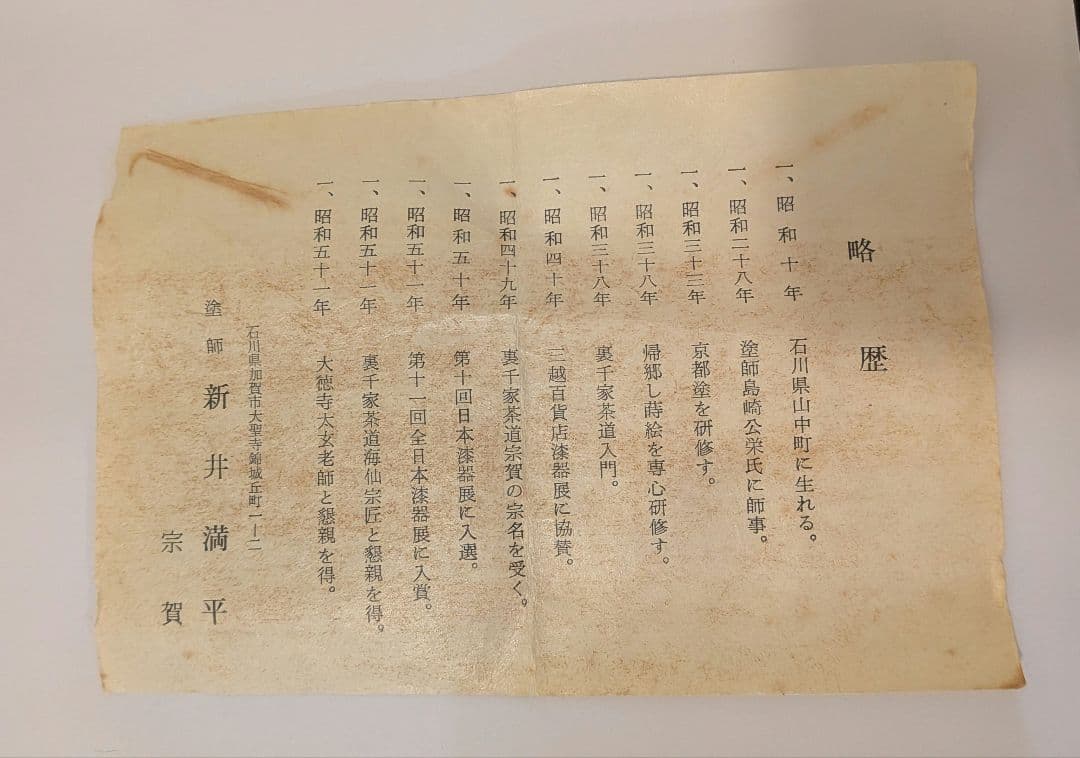 略歴
一、昭和十年 石川県山中町に生れる。
一、昭和二十八年 塗師島崎公栄氏に師事。
一、昭和三十三年 京都塗を研修す。
一、昭和三十八年 帰郷し蒔絵を専心研修す。
一、昭和三十八年 裏千家茶道入門。
一、昭和四十年 三越百貨店漆器展に協賛。
一、昭和四十九年 裏千家茶道宗賀の宗名を受く。
一、昭和五十年 第十回日本漆器展に入選。
一、昭和五十一年 第十一回全日本漆器展に入賞。
一、昭和五十一年 裏千家茶道海仙宗匠と懇親を得。
一、昭和五十一年 大徳寺太玄老師と懇親を得。
石川県加賀市大聖寺錦城丘町一ー二
塗師 新井満平
宗賀